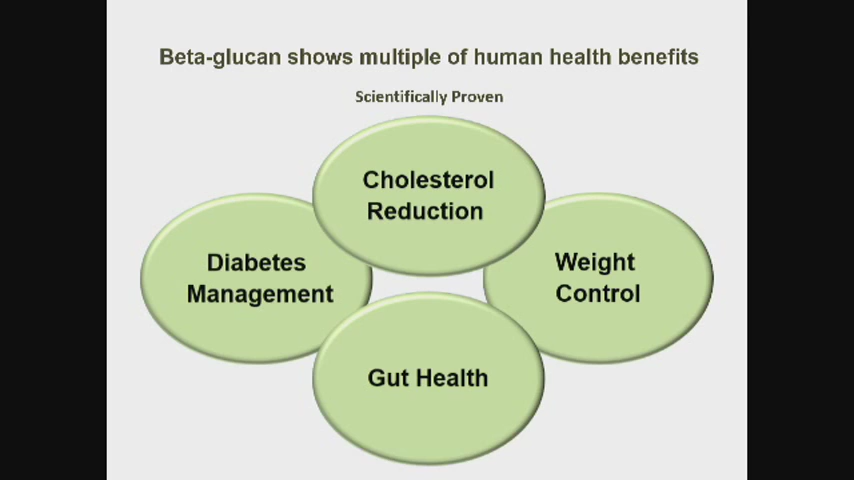 Beta-glucan shows multiple of human health benefits
Scientifically Proven
Cholesterol
Reduction
Diabetes
Management
Weight
Control
Gut Health